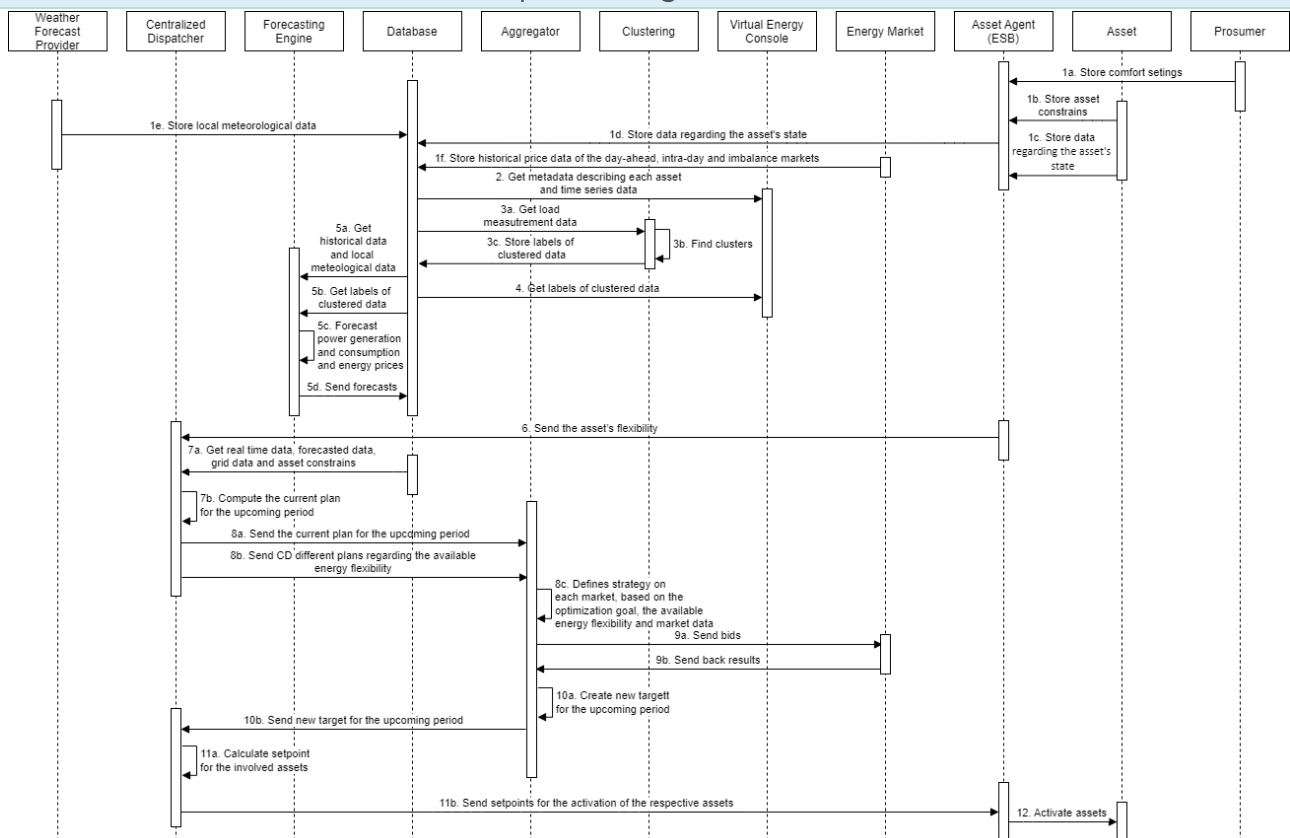 Weather
Forecast
Provider
Centralized
Dispatcher
Forecasting
Engine
Database
Aggregator
Clustering
Virtual Energy
Console
Energy Market
Asset Agent
(ESB)
Asset
Prosumer
1a. Store comfort setings
1b. Store asset
constrains
1e. Store local meteorological data
1d. Store data regarding the asset's state
1c. Store data
regarding the asset's
state
1f. Store historical price data of the day-ahead, intra-day and imbalance markets
2. Get metadata describing each asset
and time series data
3a. Get load
measutrement data
3b. Find clusters
3c. Store labels of
clustered data
5a. Get
historical data
and local
meteological data
4. Get labels of clustered data
5b. Get labels of
clustered data
5c. Forecast
power generation
and consumption
and energy prices
5d. Send forecasts
6. Send the asset's flexibility
7a. Get real time data, forecasted data,
grid data and asset constrains
7b. Compute the current plan
for the upcoming period
8a. Send the current plan for the upcoming period
8b. Send CD different plans regarding the available
energy flexibility
8c. Defines strategy on
each market, based on the
optimization goal, the available
energy flexibility and market data
9a. Send bids
9b. Send back results
10a. Create new targett
for the upcoming period
10b. Send new target for the upcoming period
11a. Calculate setpoint
for the involved assets
11b. Send setpoints for the activation of the respective assets
12. Activate assets